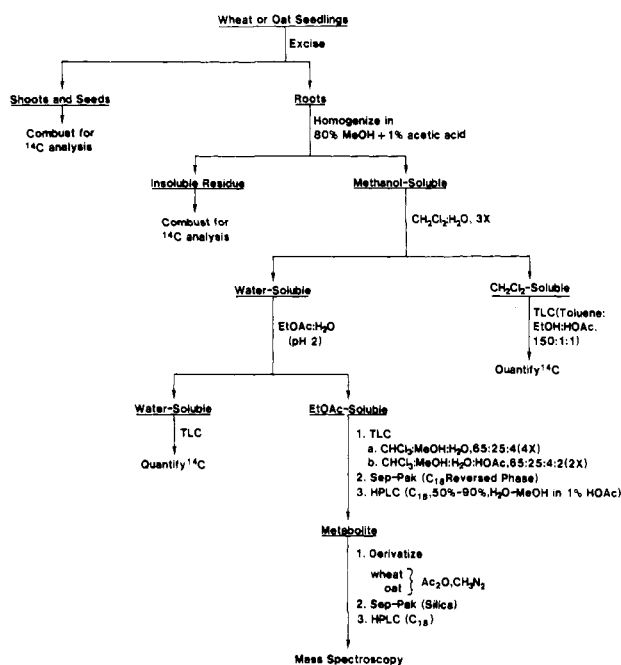 Wheat or Oat Seedlings
Excise
Shoots and Seeds
Roots
Combust for
¹⁴C analysis
Homogenize in
80% MeOH + 1% acetic acid
Insoluble Residue
Methanol-Soluble
Combust for
¹⁴C analysis
CH₂Cl₂:H₂O, 3X
Water-Soluble
CH₂Cl₂-Soluble
EtOAc:H₂O
(pH 2)
TLC(Toluene:
EtOH:HOAc,
150:1:1)
Quantify ¹⁴C
Water-Soluble
EtOAc-Soluble
TLC
Quantify ¹⁴C
1. TLC
a. CHCl₃:MeOH:H₂O,65:25:4(4X)
b. CHCl₃:MeOH:H₂O:HOAc,65:25:4:2(2X)
2. Sep-Pak (C₁₈ Reversed Phase)
3. HPLC (C₁₈,50%-90%,H₂O-MeOH in 1% HOAc)
Metabolite
1. Derivatize
wheat
oat } Ac₂O,CH₂N₂
2. Sep-Pak (Silica)
3. HPLC (C₁₈)
Mass Spectroscopy